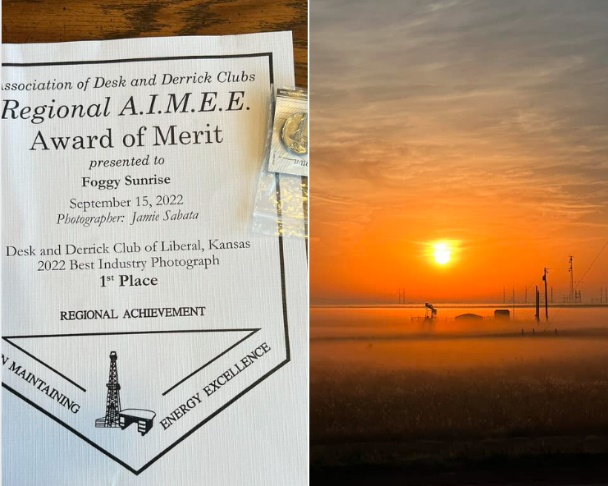 ssociation of Desk and Derrick Clubs
Regional A.I.M.E.E.
Award of Merit
presented to
Foggy Sunrise
September 15, 2022
Photographer: Jamie Sabata
Desk and Derrick Club of Liberal, Kansas
2022 Best Industry Photograph
1st Place
REGIONAL ACHIEVEMENT
N MAINTAINING
ENERGY EXCELLENCE